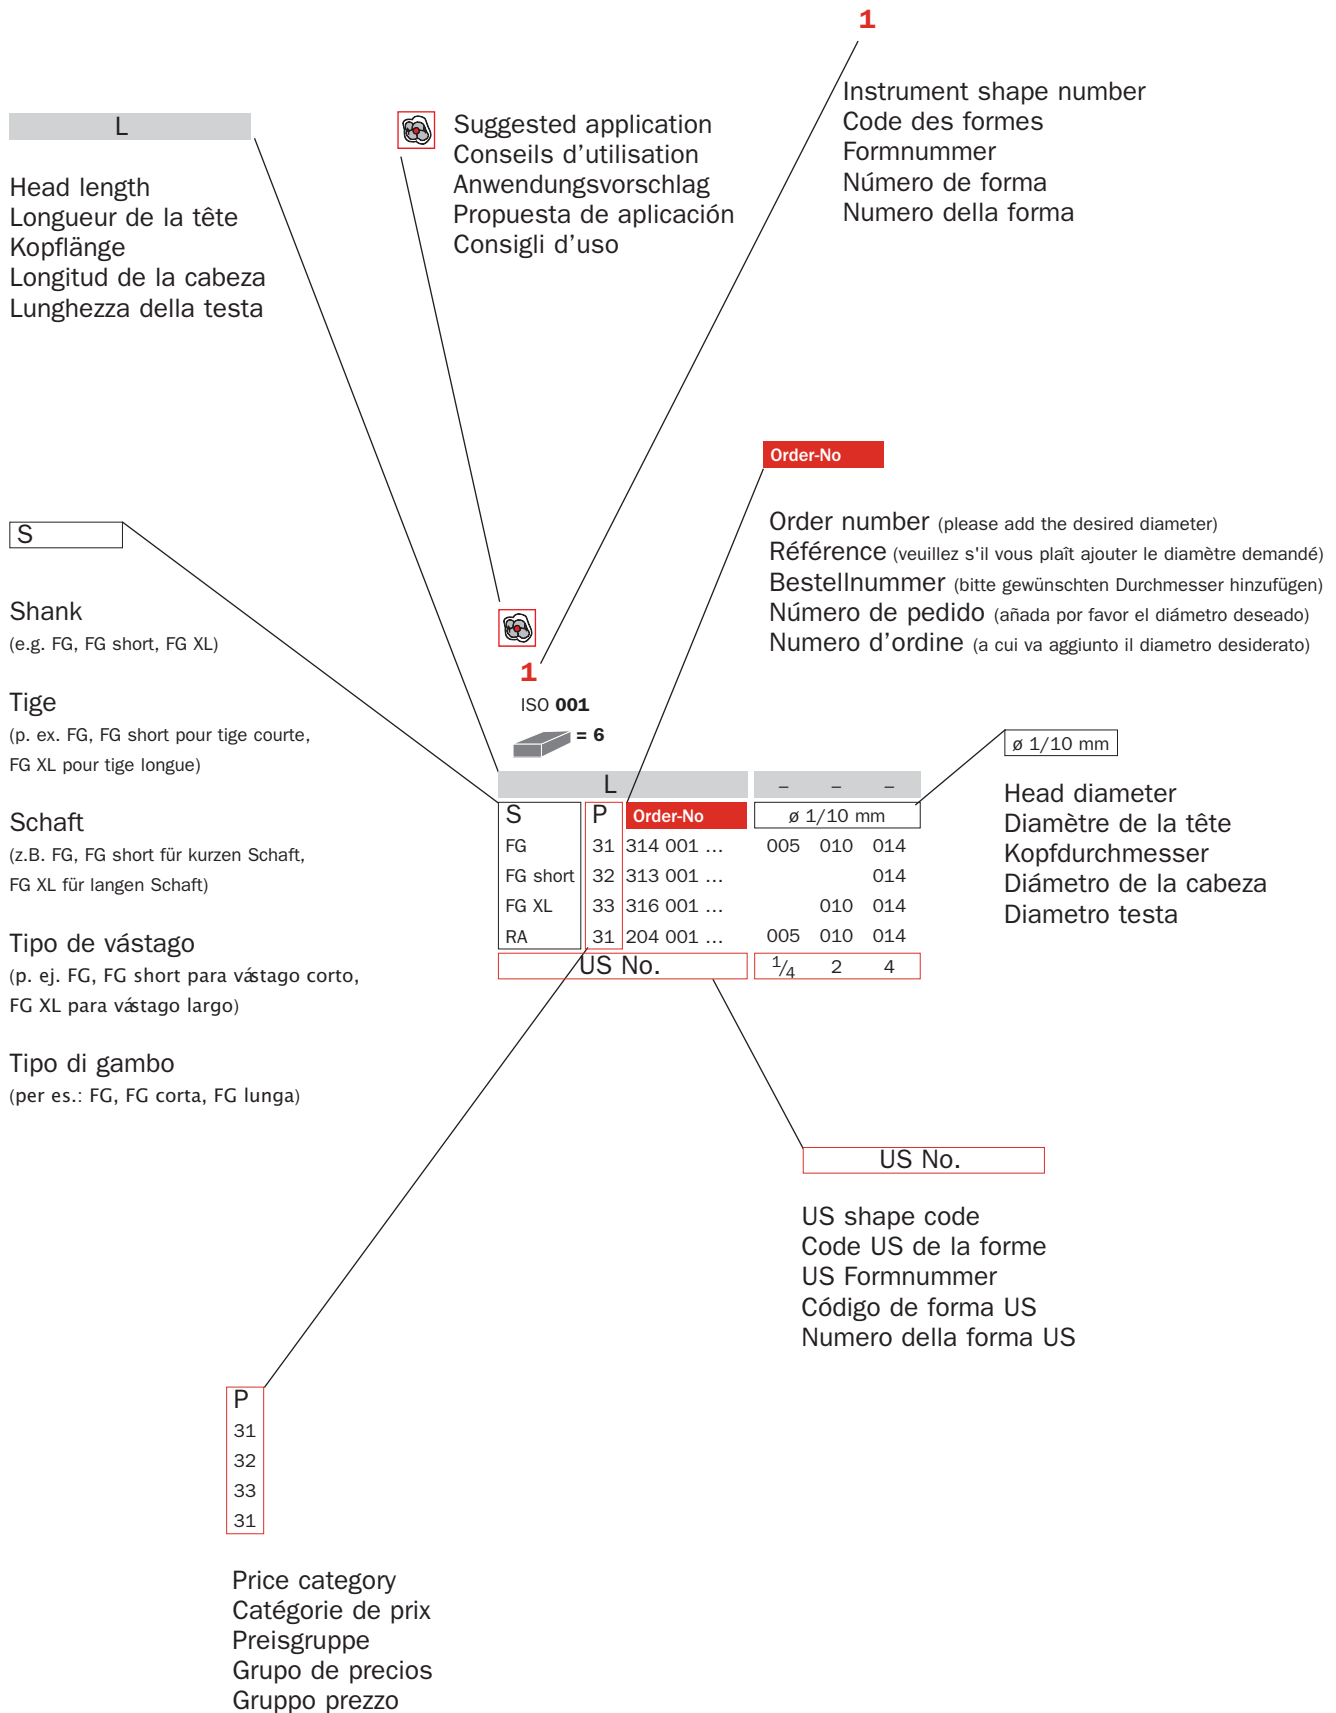 1
Instrument shape number
Code des formes
Formnummer
Número de forma
Numero della forma
L
Head length
Longueur de la tête
Kopflänge
Longitud de la cabeza
Lunghezza della testa
Suggested application
Conseils d’utilisation
Anwendungsvorschlag
Propuesta de aplicación
Consigli d’uso
Order-No
Order number (please add the desired diameter)
Référence (veuillez s'il vous plaît ajouter le diamètre demandé)
Bestellnummer (bitte gewünschten Durchmesser hinzufügen)
Número de pedido (añada por favor el diámetro deseado)
Numero d’ordine (a cui va aggiunto il diametro desiderato)
S
Shank
(e.g. FG, FG short, FG XL)
Tige
(p. ex. FG, FG short pour tige courte,
FG XL pour tige longue)
Schaft
(z.B. FG, FG short für kurzen Schaft,
FG XL für langen Schaft)
Tipo de vástago
(p. ej. FG, FG short para vástago corto,
FG XL para vástago largo)
Tipo di gambo
(per es.: FG, FG corta, FG lunga)
1
ISO 001
= 6
L – – –
S P Order-No ø 1/10 mm
FG 31 314 001 ... 005 010 014
FG short 32 313 001 ... 014
FG XL 33 316 001 ... 010 014
RA 31 204 001 ... 005 010 014
US No. 1/4 2 4
ø 1/10 mm
Head diameter
Diamètre de la tête
Kopfdurchmesser
Diámetro de la cabeza
Diametro testa
US No.
US shape code
Code US de la forme
US Formnummer
Código de forma US
Numero della forma US
P
31
32
33
31
Price category
Catégorie de prix
Preisgruppe
Grupo de precios
Gruppo prezzo